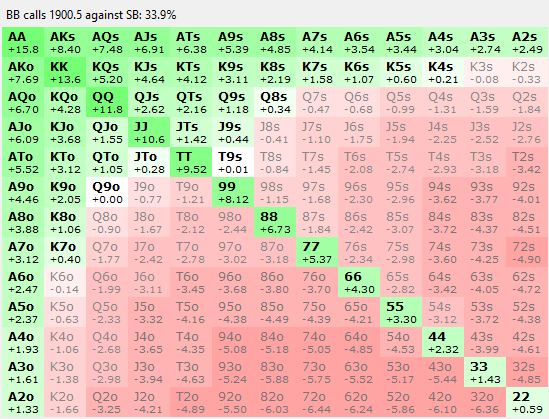 BB calls 1900.5 against SB: 33.9%
AA AKs AQs AJs ATs A9s A8s A7s A6s A5s A4s A3s A2s
+15.8 +8.40 +7.48 +6.91 +6.38 +5.39 +4.85 +4.14 +3.54 +3.44 +3.04 +2.74 +2.49
AKo KK KQs KJs KTs K9s K8s K7s K6s K5s K4s K3s K2s
+7.69 +13.6 +5.20 +4.64 +4.12 +3.11 +2.19 +1.58 +1.07 +0.60 +0.21 -0.08 -0.33
AQo KQo QQ QJs QTs Q9s Q8s Q7s Q6s Q5s Q4s Q3s Q2s
+6.70 +4.28 +11.8 +2.62 +2.16 +1.18 +0.34 -0.47 -0.68 -0.99 -1.31 -1.59 -1.84
AJo KJo QJo JJ JTs J9s J8s J7s J6s J5s J4s J3s J2s
+6.09 +3.68 +1.55 +10.6 +1.42 +0.44 -0.41 -1.10 -1.75 -1.94 -2.25 -2.52 -2.76
ATo KTo QTo JTo TT T9s T8s T7s T6s T5s T4s T3s T2s
+5.52 +3.12 +1.05 +0.28 +9.52 +0.01 -0.84 -1.45 -2.08 -2.74 -2.93 -3.18 -3.42
A9o K9o Q9o J9o T9o 99 98s 97s 96s 95s 94s 93s 92s
+4.46 +2.05 +0.00 -0.77 -1.21 +8.12 -1.15 -1.68 -2.30 -2.96 -3.62 -3.77 -4.01
A8o K8o Q8o J8o T8o 98o 88 87s 86s 85s 84s 83s 82s
+3.88 +1.06 -0.90 -1.67 -2.12 -2.44 +6.73 -1.84 -2.42 -3.07 -3.72 -4.37 -4.51
A7o K7o Q7o J7o T7o 97o 87o 77 76s 75s 74s 73s 72s
+3.12 +0.40 -1.77 -2.42 -2.78 -3.02 -3.18 +5.37 -2.34 -2.98 -3.60 -4.25 -4.90
A6o K6o Q6o J6o T6o 96o 86o 76o 66 65s 64s 63s 62s
+2.47 -0.14 -1.99 -3.11 -3.45 -3.68 -3.80 -3.70 +4.30 -2.82 -3.42 -4.05 -4.69
A5o K5o Q5o J5o T5o 95o 85o 75o 65o 55 54s 53s 52s
+2.37 -0.63 -2.33 -3.32 -4.16 -4.38 -4.49 -4.39 -4.21 +3.30 -3.12 -3.72 -4.38
A4o K4o Q4o J4o T4o 94o 84o 74o 64o 54o 44 43s 42s
+1.93 -1.06 -2.68 -3.65 -4.35 -5.08 -5.18 -5.05 -4.85 -4.53 +2.32 -3.99 -4.61
A3o K3o Q3o J3o T3o 93o 83o 73o 63o 53o 43o 33 32s
+1.61 -1.38 -2.98 -3.94 -4.63 -5.24 -5.88 -5.75 -5.52 -5.17 -5.44 +1.43 -4.85
A2o K2o Q2o J2o T2o 92o 82o 72o 62o 52o 42o 32o 22
+1.32 -1.66 -3.25 -4.21 -4.89 -5.50 -6.03 -6.44 -6.24 -5.86 -6.10 -6.36 +0.59